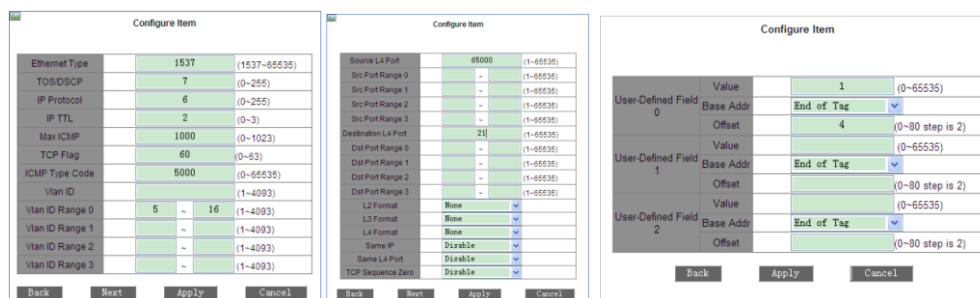 Configure Item
Ethernet Type 1537 (1537~65535)
TOS/DSCP 7 (0~255)
IP Protocol 6 (0~255)
IP TTL 2 (0~3)
Max ICMP 1000 (0~1023)
TCP Flag 60 (0~63)
ICMP Type Code 5000 (0~65535)
Vlan ID (1~4093)
Vlan ID Range 0 5 ~ 16 (1~4093)
Vlan ID Range 1 ~ (1~4093)
Vlan ID Range 2 ~ (1~4093)
Vlan ID Range 3 ~ (1~4093)
Back Next Apply Cancel
Configure Item
Source L4 Port 65000 (1~65535)
Src Port Range 0 ~ (1~65535)
Src Port Range 1 ~ (1~65535)
Src Port Range 2 ~ (1~65535)
Src Port Range 3 ~ (1~65535)
Destination L4 Port 21 (1~65535)
Dst Port Range 0 ~ (1~65535)
Dst Port Range 1 ~ (1~65535)
Dst Port Range 2 ~ (1~65535)
Dst Port Range 3 ~ (1~65535)
L2 Format None
L3 Format None
L4 Format None
Same IP Disable
Same L4 Port Disable
TCP Sequence Zero Disable
Back Next Apply Cancel
Configure Item
User-Defined Field 0
Value 1 (0~65535)
Base Addr End of Tag
Offset 4 (0~80 step is 2)
User-Defined Field 1
Value (0~65535)
Base Addr End of Tag
Offset (0~80 step is 2)
User-Defined Field 2
Value (0~65535)
Base Addr End of Tag
Offset (0~80 step is 2)
Back Apply Cancel